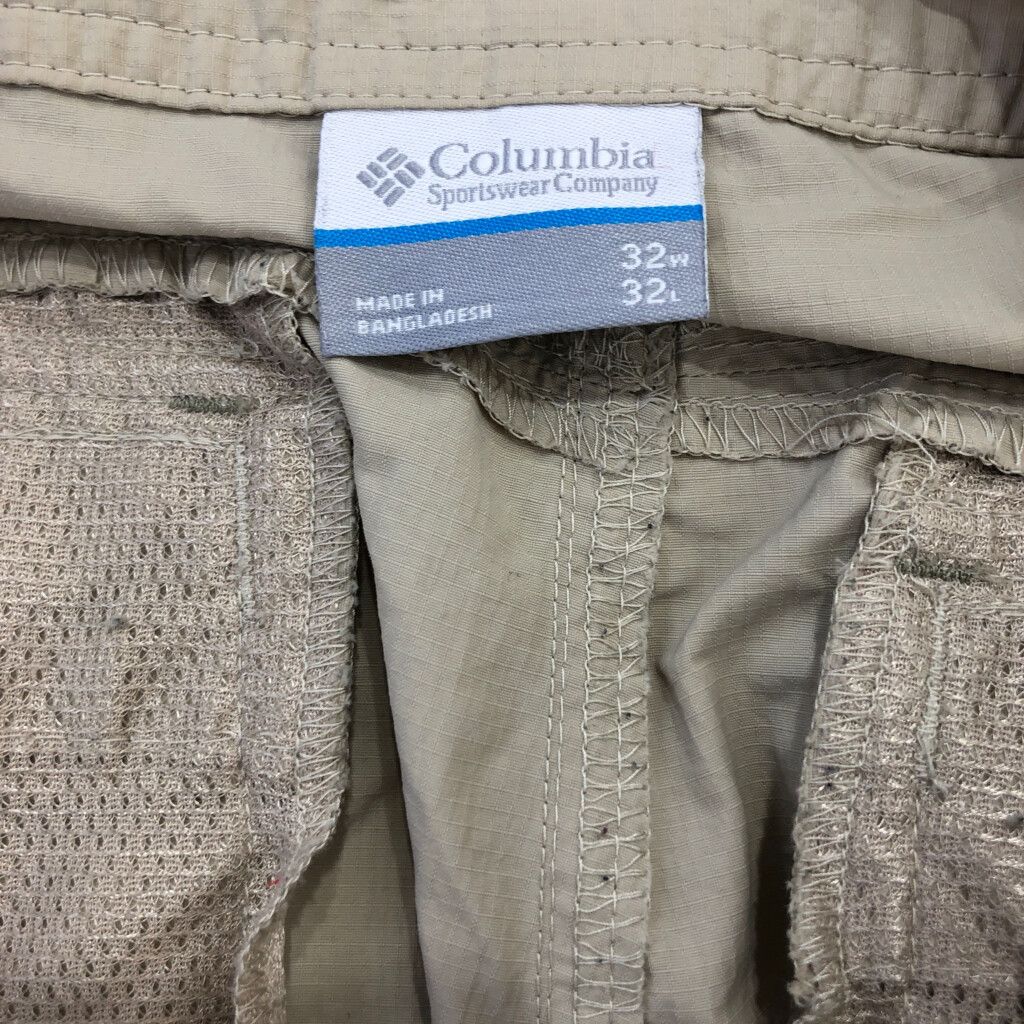 Columbia
Sportswear Company
32W
32L
MADE IN
BANGLADESH